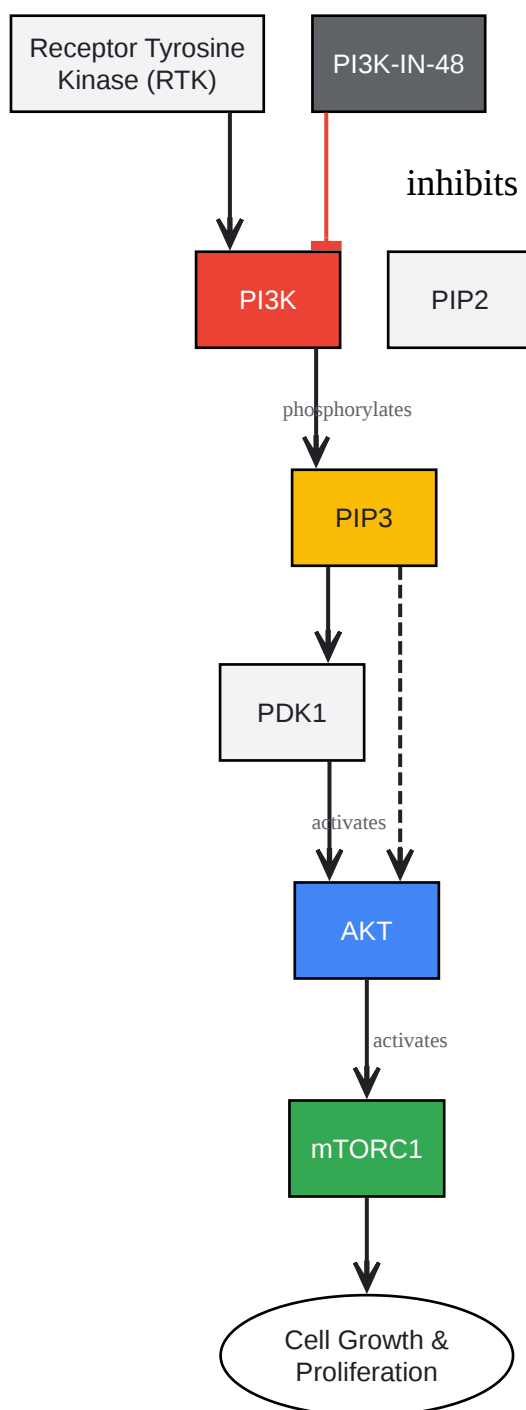 Receptor Tyrosine
Kinase (RTK)
PI3K-IN-48
inhibits
PI3K
PIP2
phosphorylates
PIP3
PDK1
activates
AKT
activates
mTORC1
Cell Growth &
Proliferation